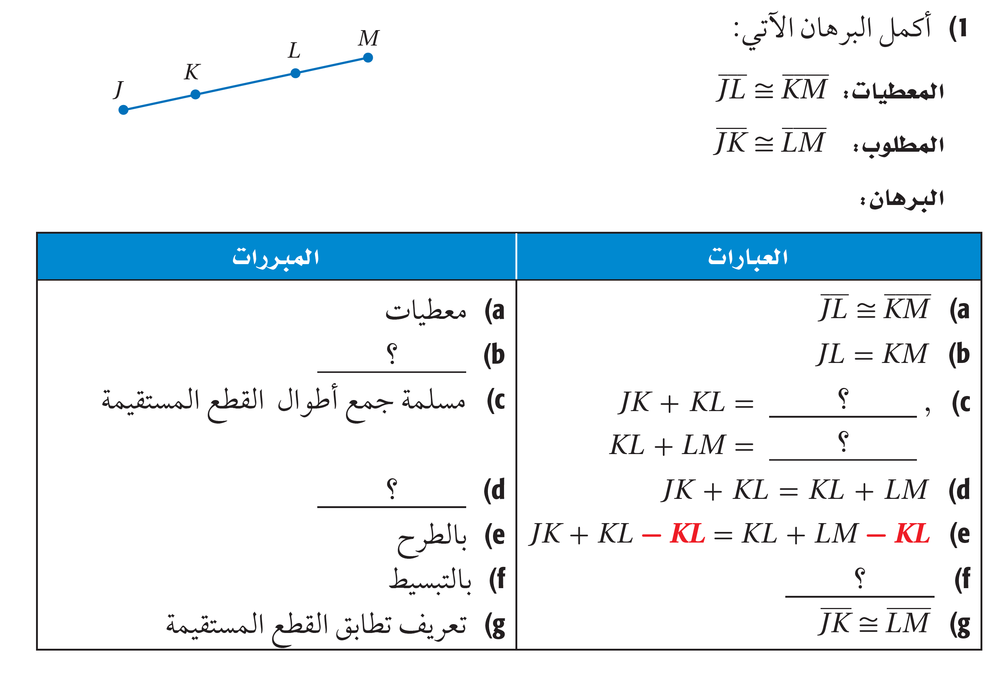 (1 أكمل البرهان الآتي:
المعطيات: $\overline{JL} \cong \overline{KM}$
المطلوب: $\overline{JK} \cong \overline{LM}$
البرهان:
J
K
L
M
العبارات
المبررات
(a $\overline{JL} \cong \overline{KM}$
(a معطيات
(b JL = KM
(b ؟
(c JK + KL = ؟ ,
KL + LM = ؟
(c مسلمة جمع أطوال القطع المستقيمة
(d JK + KL = KL + LM
(d ؟
(e JK + KL − KL = KL + LM − KL
(e بالطرح
(f ؟
(f بالتبسيط
(g $\overline{JK} \cong \overline{LM}$
(g تعريف تطابق القطع المستقيمة